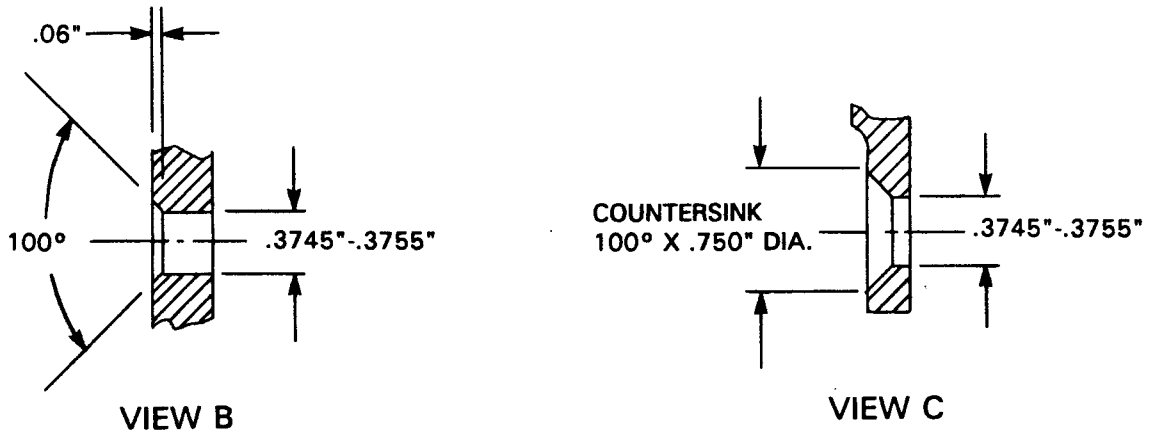 .06"
100°
.3745"-.3755"
VIEW B
COUNTERSINK
100° X .750" DIA.
.3745"-.3755"
VIEW C